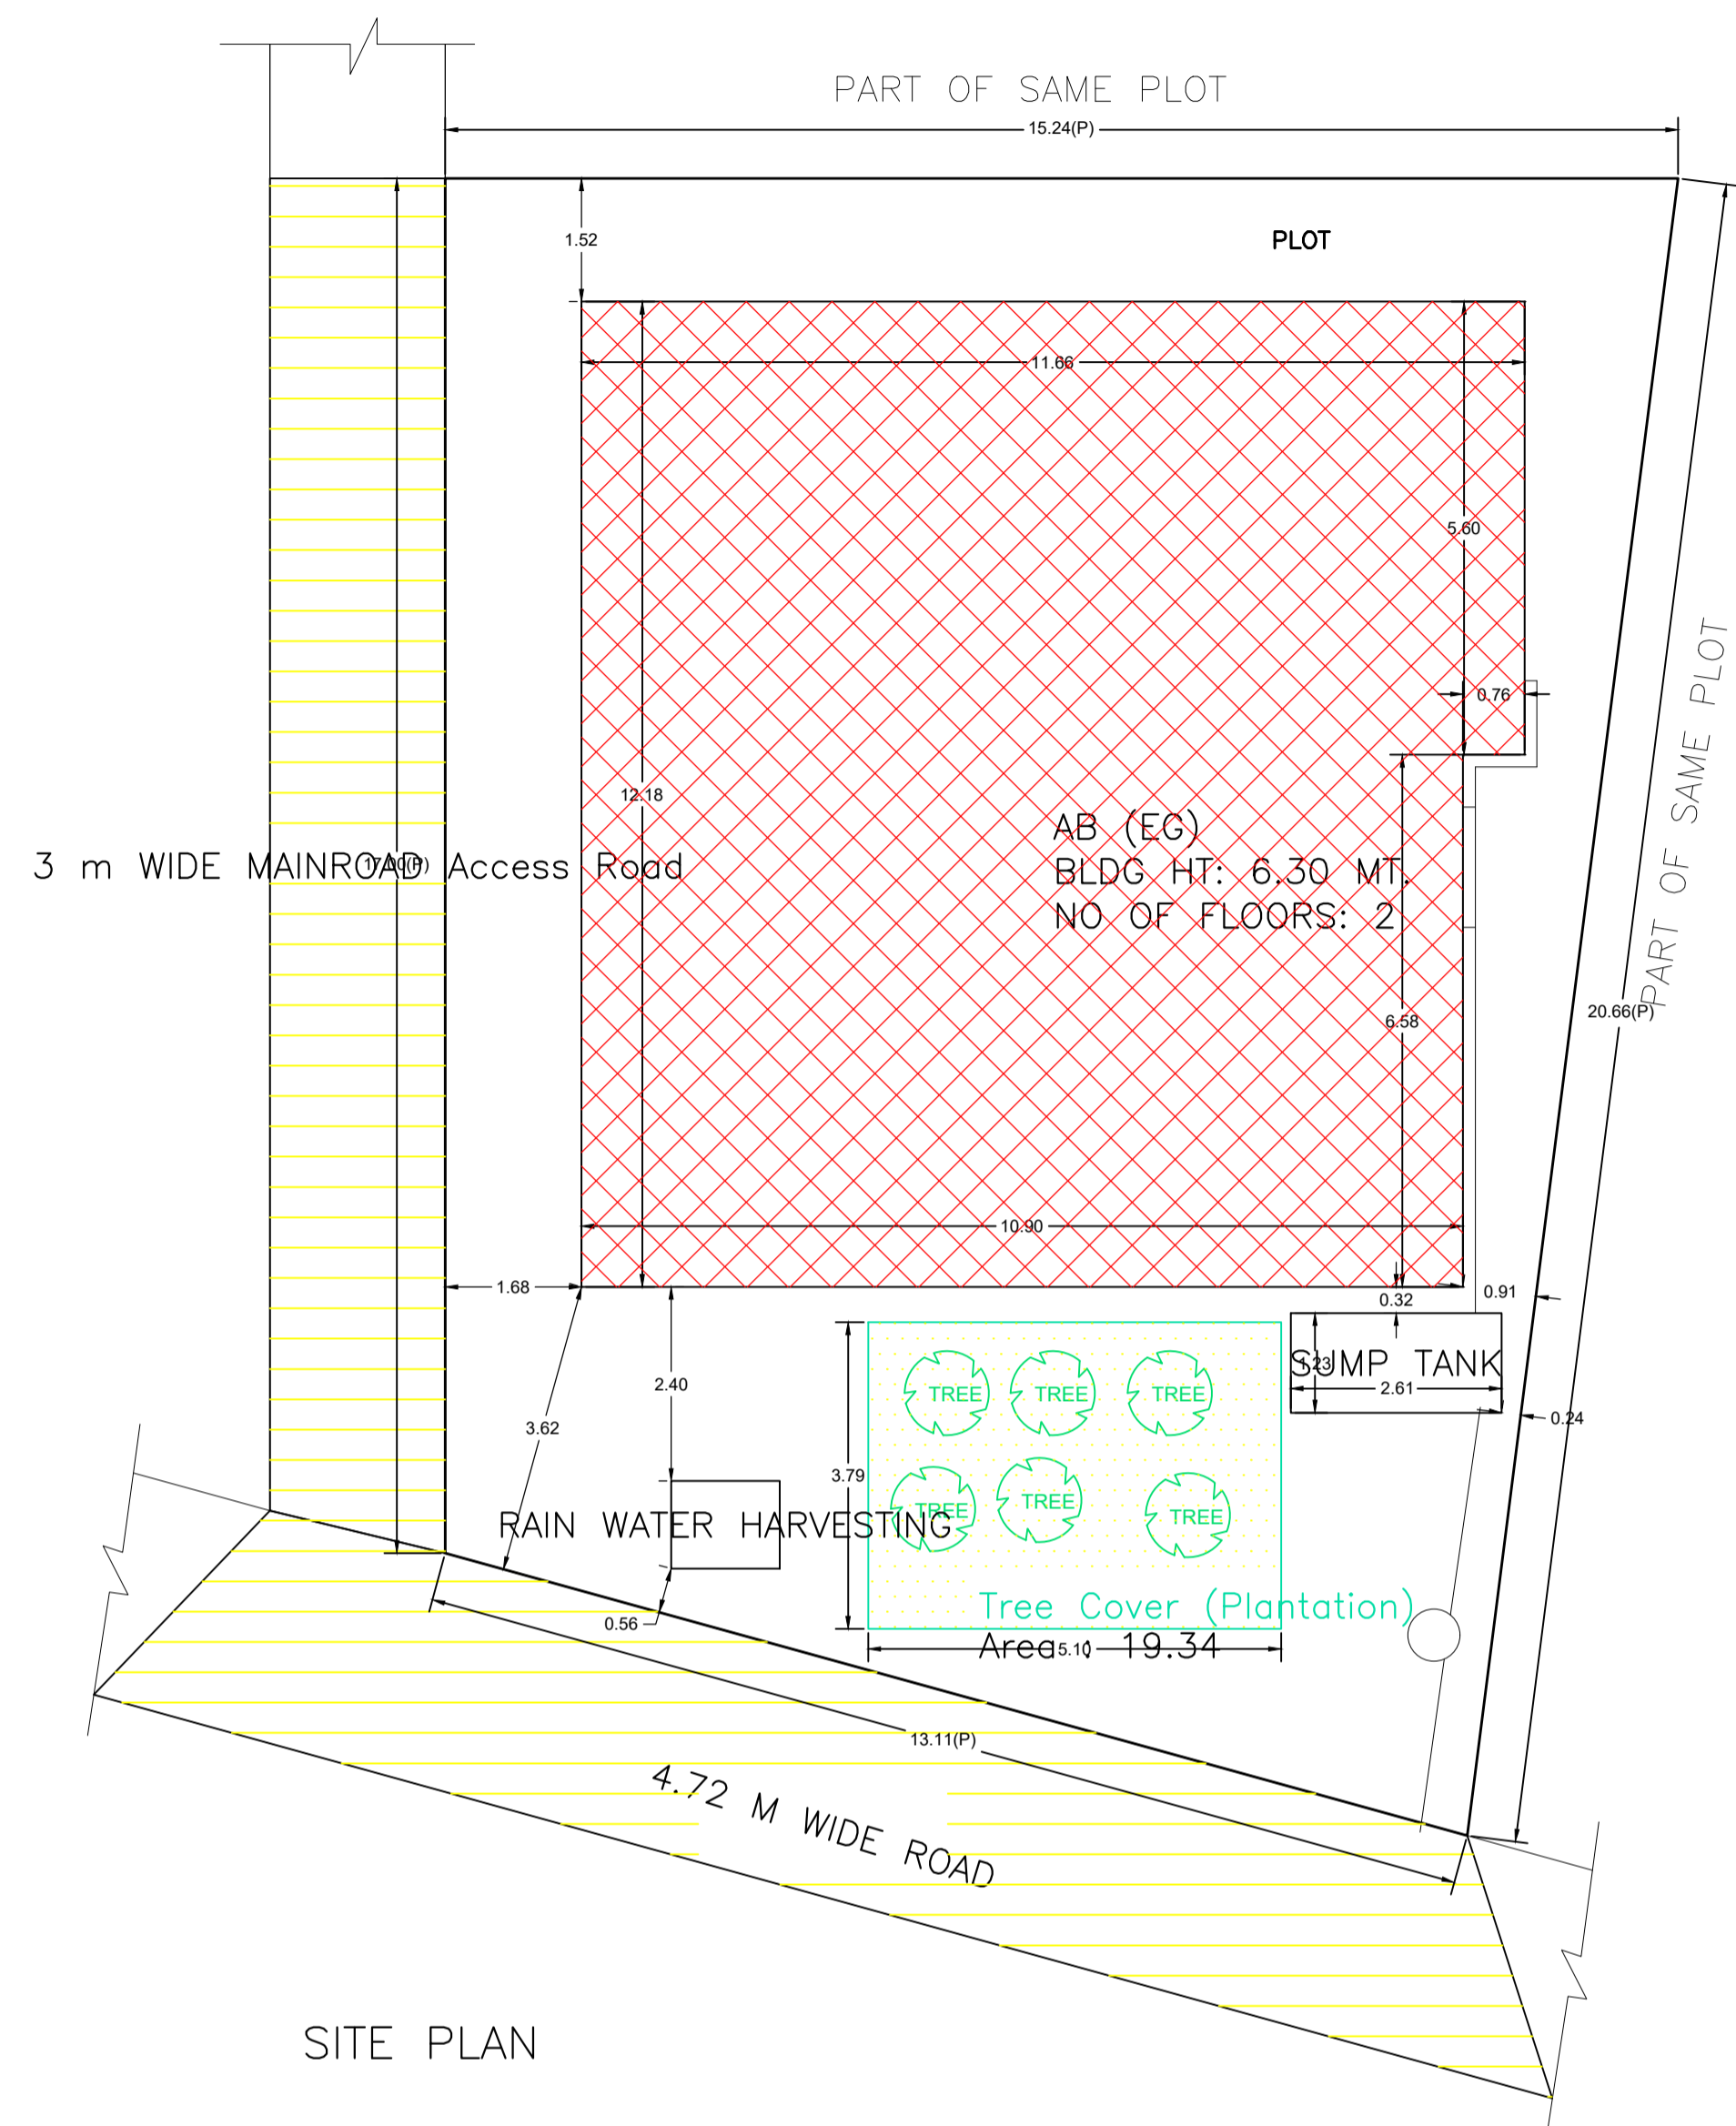 PART OF SAME PLOT
15.24(P)
1.52
PLOT
11.66
5.60
0.76
12.18
PART OF SAME PLOT
AB (EG)
BLDG HT: 6.30 MT.
NO OF FLOORS: 2
3 m WIDE MAINROAD Access Road
17.00(P)
20.66(P)
6.58
10.90
1.68
0.32
0.91
SUMP TANK
1.23
2.61
0.24
2.40
3.62
TREE
TREE
TREE
3.79
RAIN WATER HARVESTING
TREE
TREE
TREE
0.56
Tree Cover (Plantation)
Area : 19.34
5.10
13.11(P)
4.72 M WIDE ROAD
SITE PLAN